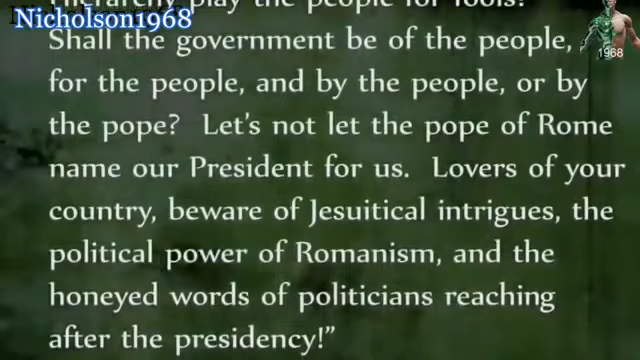 Nicholson1968
hierarchy play the people for fools?
Shall the government be of the people,
for the people, and by the people, or by
the pope? Let's not let the pope of Rome
name our President for us. Lovers of your
country, beware of Jesuitical intrigues, the
political power of Romanism, and the
honeyed words of politicians reaching
after the presidency!”
1968